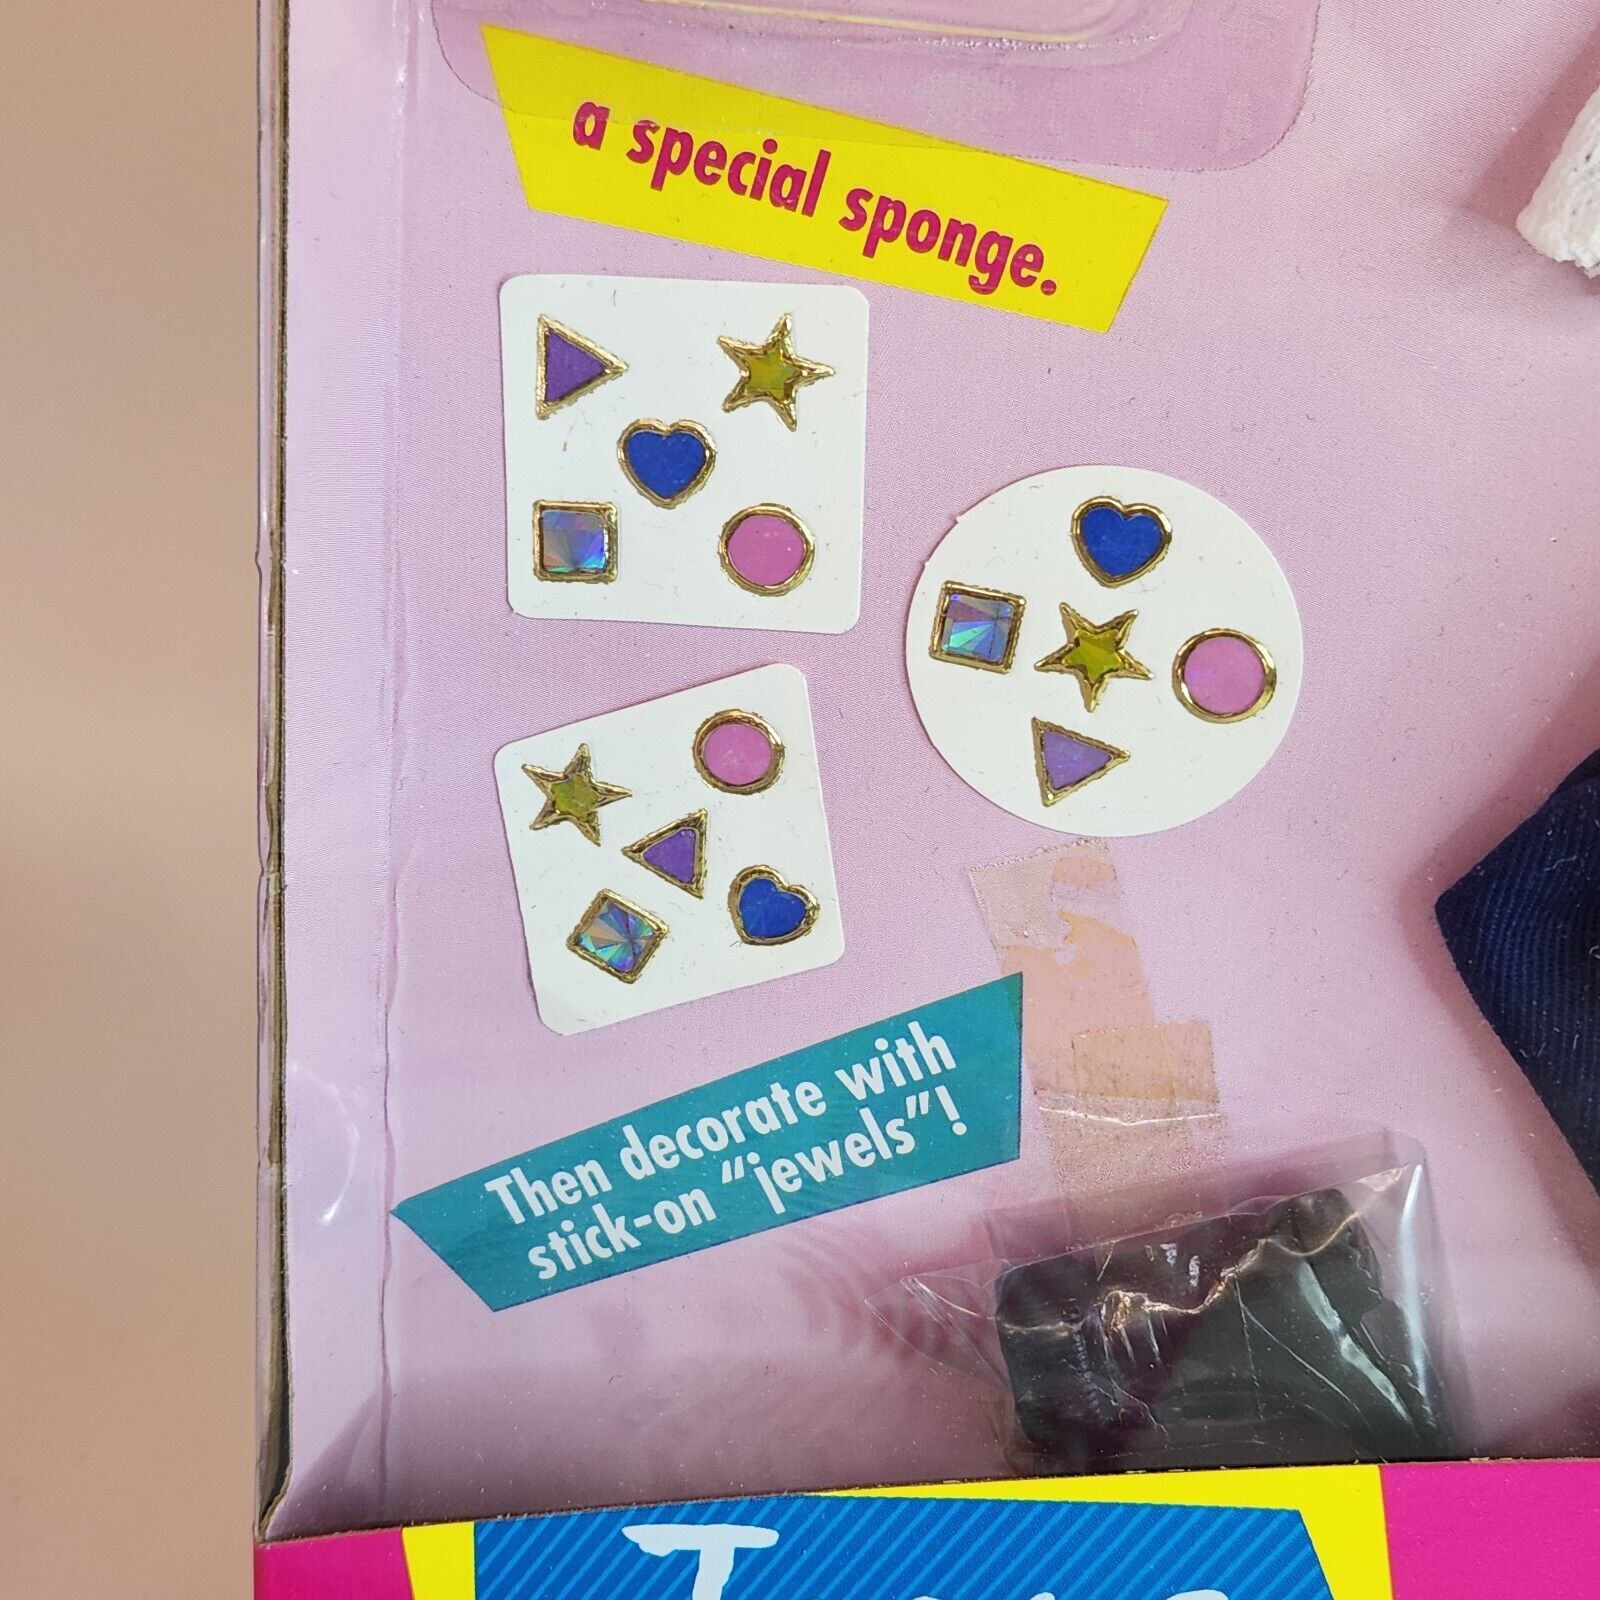 a special sponge.
Then decorate with
stick-on "jewels"!